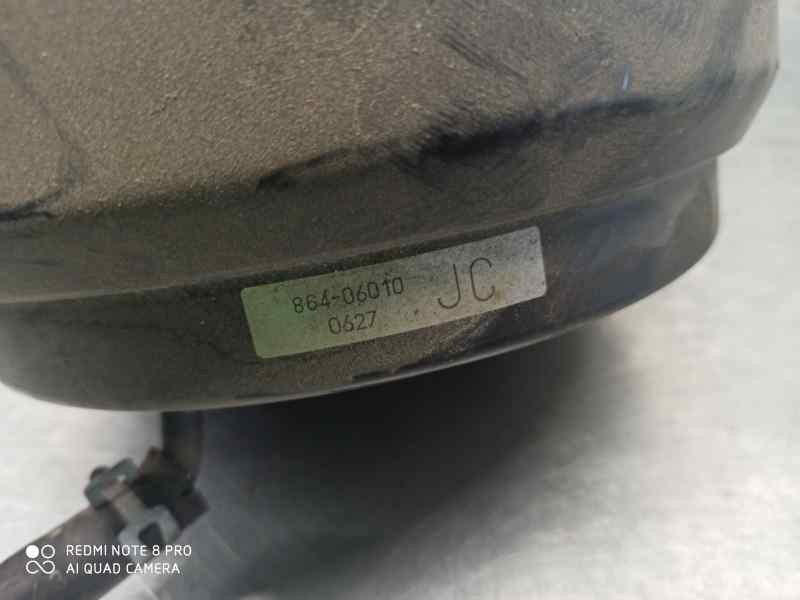 864-06010
0627
JC
REDMI NOTE 8 PRO
AI QUAD CAMERA